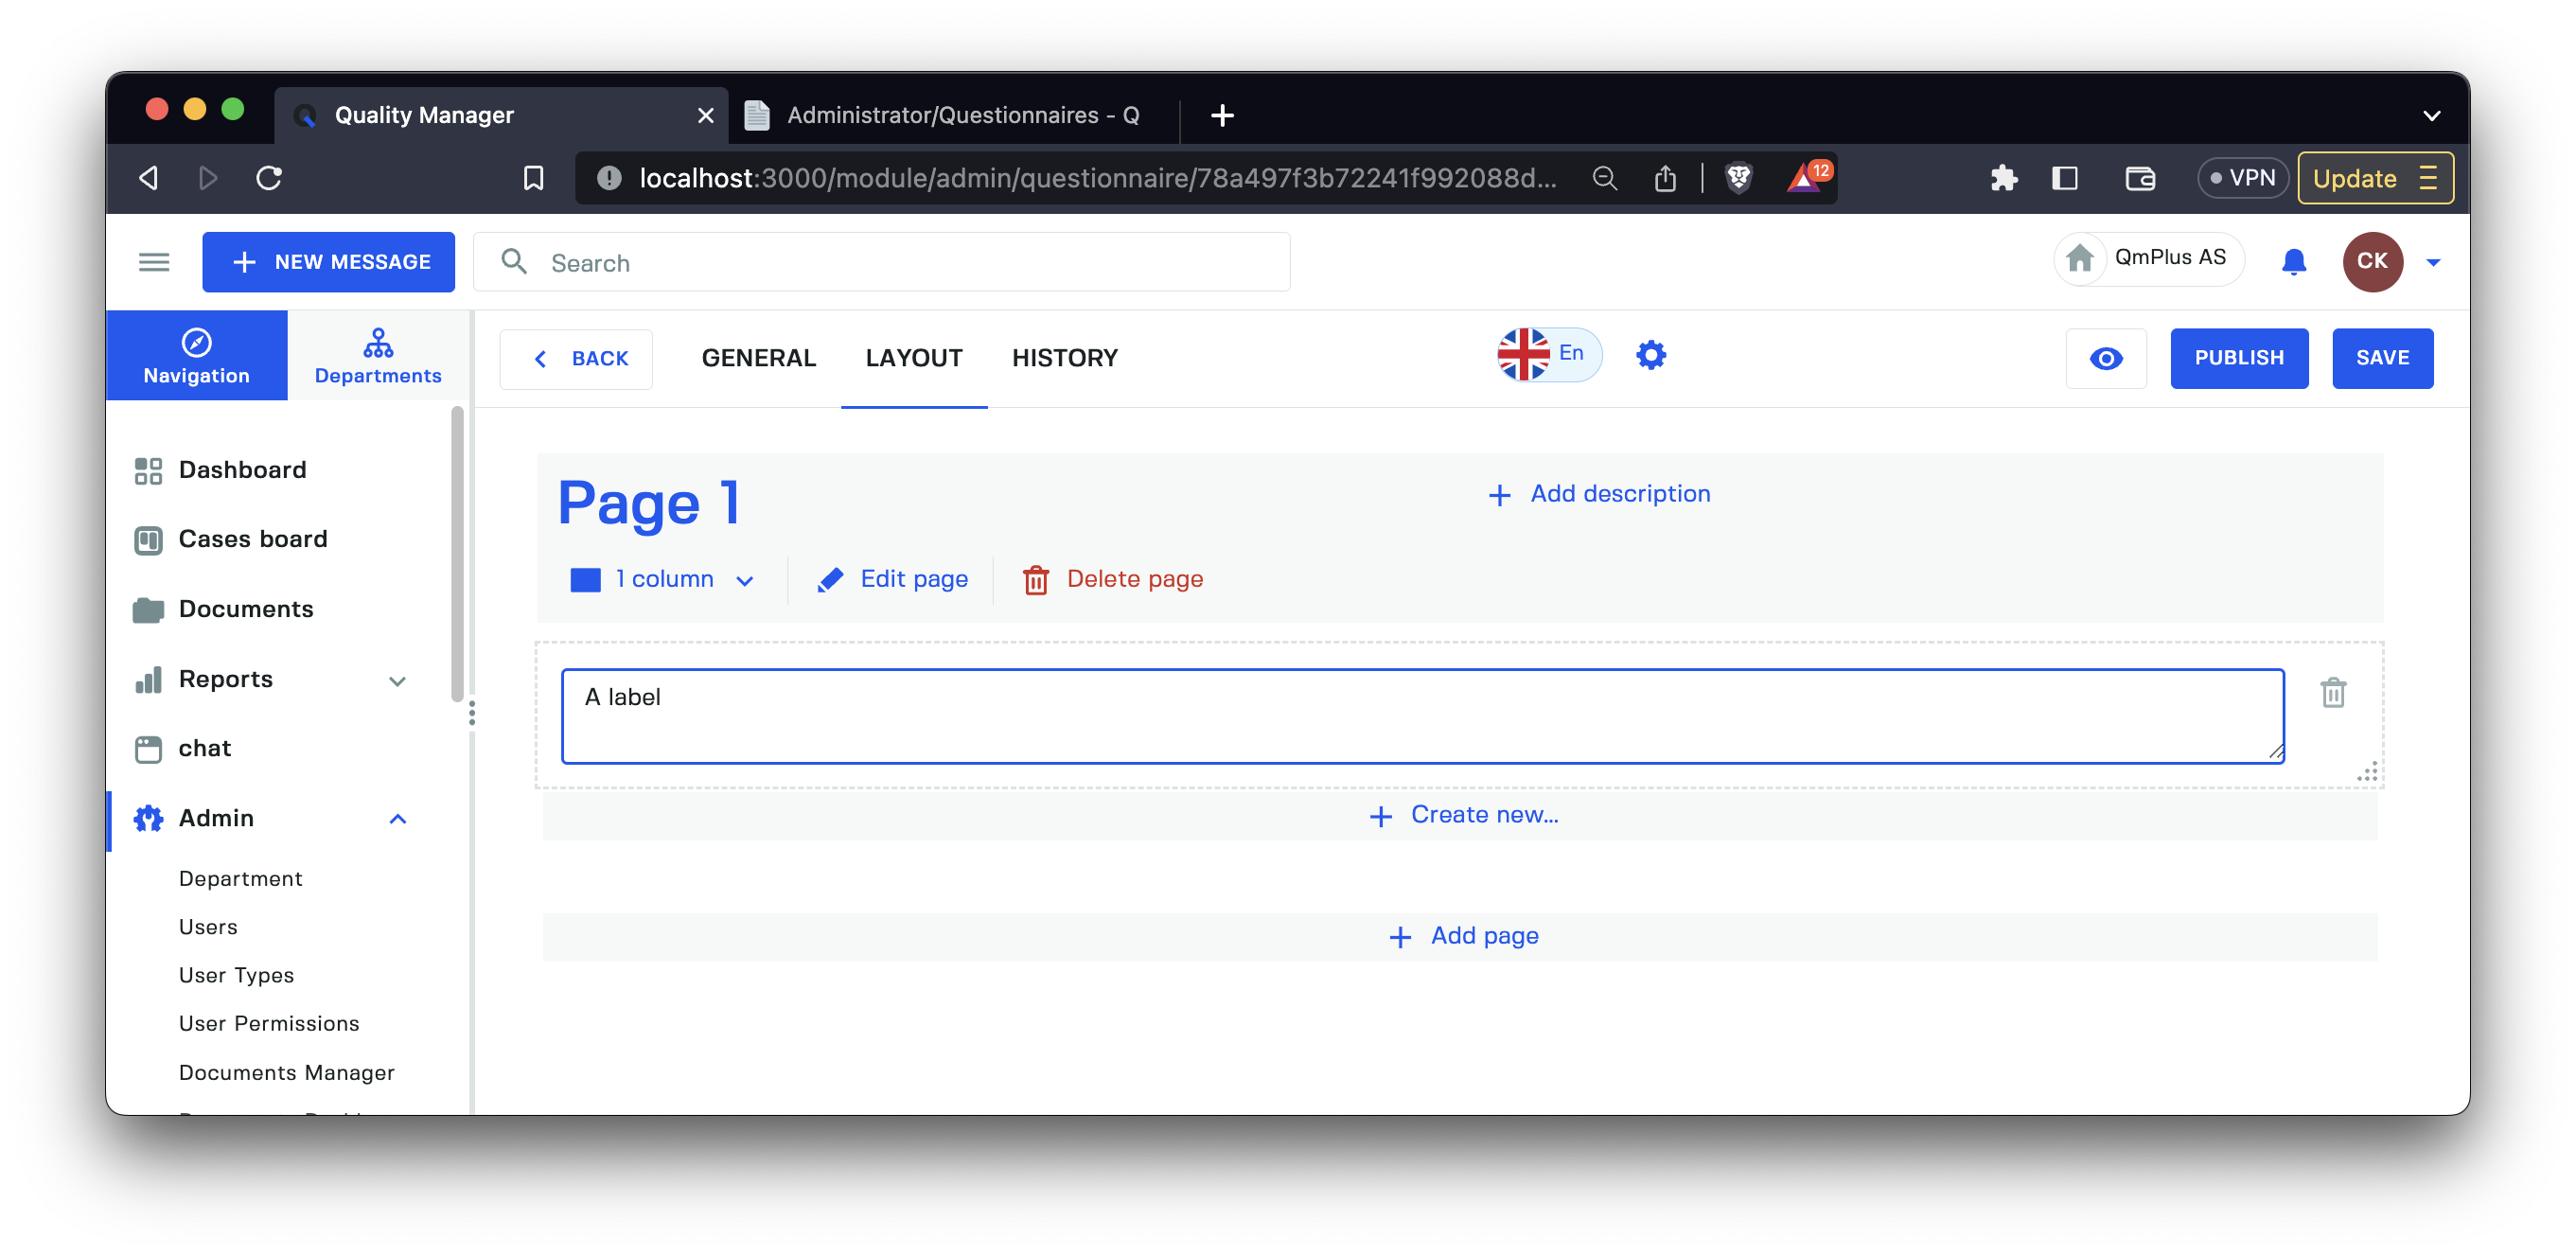 Quality Manager
Administrator/Questionnaires - Q
localhost:3000/module/admin/questionnaire/78a497f3b72241f992088d...
12
VPN
Update
NEW MESSAGE
Search
QmPlus AS
CK
Navigation
Departments
BACK
GENERAL
LAYOUT
HISTORY
En
PUBLISH
SAVE
Dashboard
Cases board
Documents
Reports
chat
Admin
Department
Users
User Types
User Permissions
Documents Manager
Page 1
Add description
1 column
Edit page
Delete page
A label
Create new...
Add page